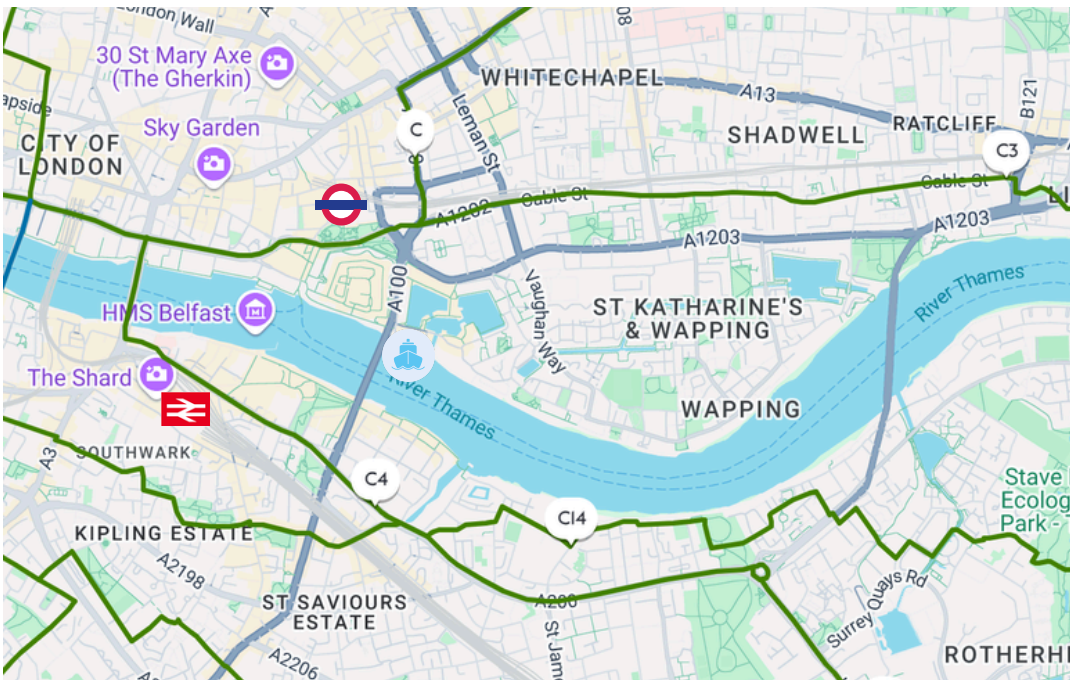 London Wall
30 St Mary Axe
(The Gherkin)
WHITECHAPEL
A13
B121
Leman St
Sky Garden
CITY OF
LONDON
C
SHADWELL
RATCLIFF
C3
Cable St
Cable St
A1202
A1203
A1203
A100
Vaughan Way
River Thames
HMS Belfast
ST KATHARINE'S
& WAPPING
The Shard
River Thames
WAPPING
A3
SOUTHWARK
C4
C14
Stave
Ecolog
Park -
KIPLING ESTATE
A2198
ST SAVIOURS
ESTATE
Surrey Quays Rd
A2206
St Jam
ROTHERH